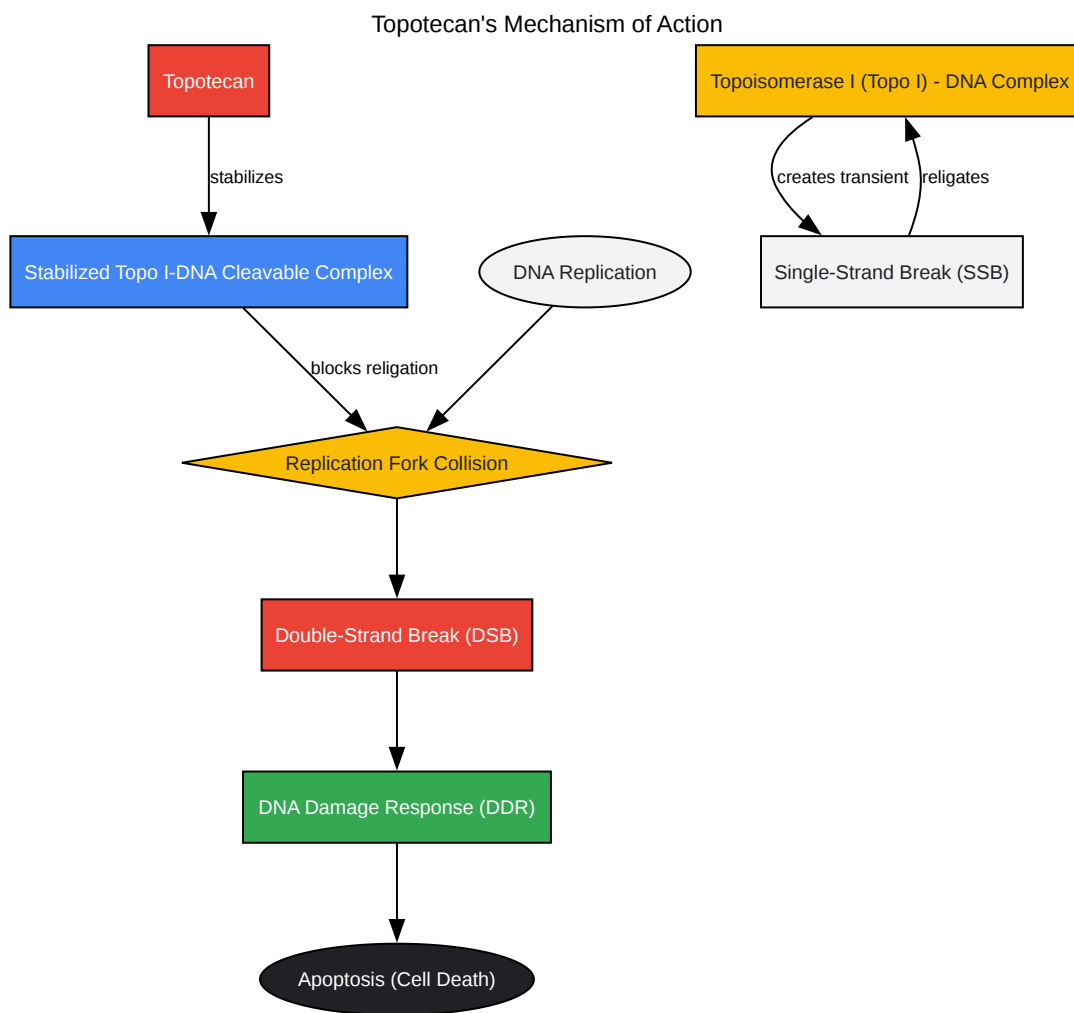 Topotecan's Mechanism of Action
Topotecan
Topoisomerase I (Topo I) - DNA Complex
stabilizes
creates transient
religates
Stabilized Topo I-DNA Cleavable Complex
DNA Replication
Single-Strand Break (SSB)
blocks religation
Replication Fork Collision
Double-Strand Break (DSB)
DNA Damage Response (DDR)
Apoptosis (Cell Death)